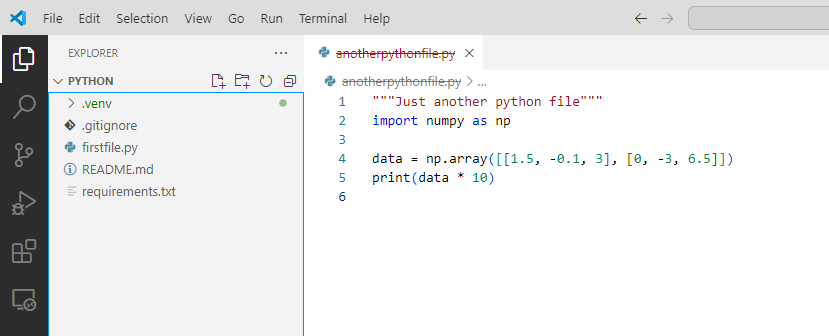 File Edit Selection View Go Run Terminal Help
EXPLORER ...
PYTHON
.venv
.gitignore
firstfile.py
README.md
requirements.txt
anotherpythonfile.py
anotherpythonfile.py > ...
1 """Just another python file"""
2 import numpy as np
3
4 data = np.array([[1.5, -0.1, 3], [0, -3, 6.5]])
5 print(data * 10)
6